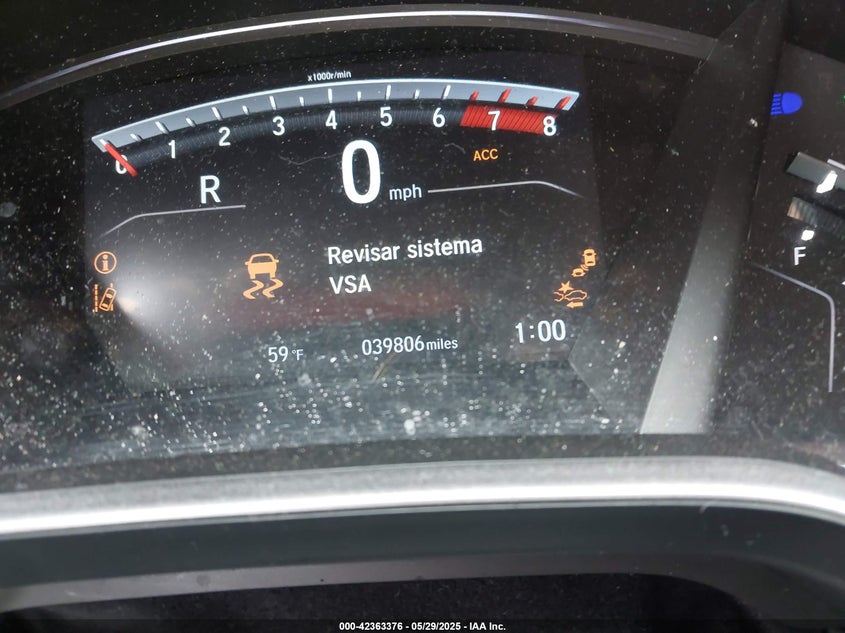 x1000r/min
0 1 2 3 4 5 6 7 8
ACC
R
0 mph
Revisar sistema
VSA
F
59 °F
039806 miles
1:00
000-42363376 - 05/29/2025 - IAA Inc.